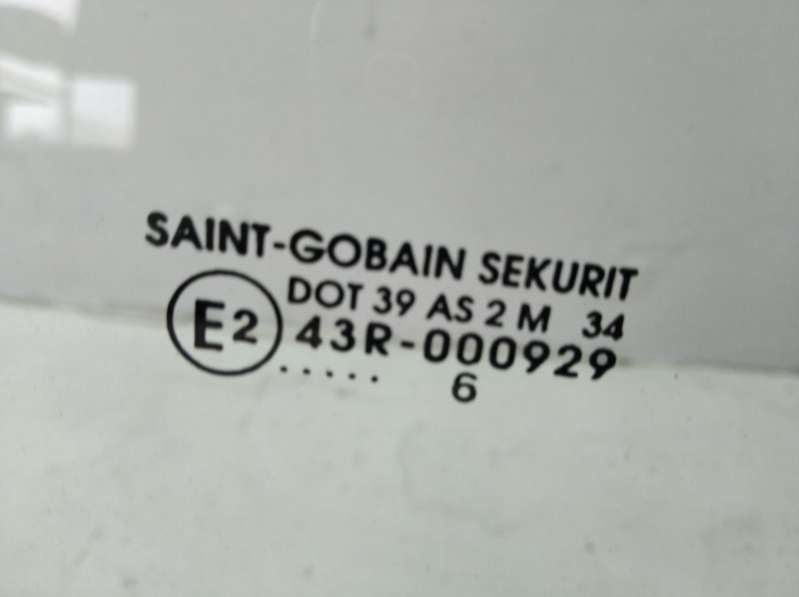 SAINT-GOBAIN SEKURIT
DOT 39 AS 2 M 34
E2 43R-000929
..... 6